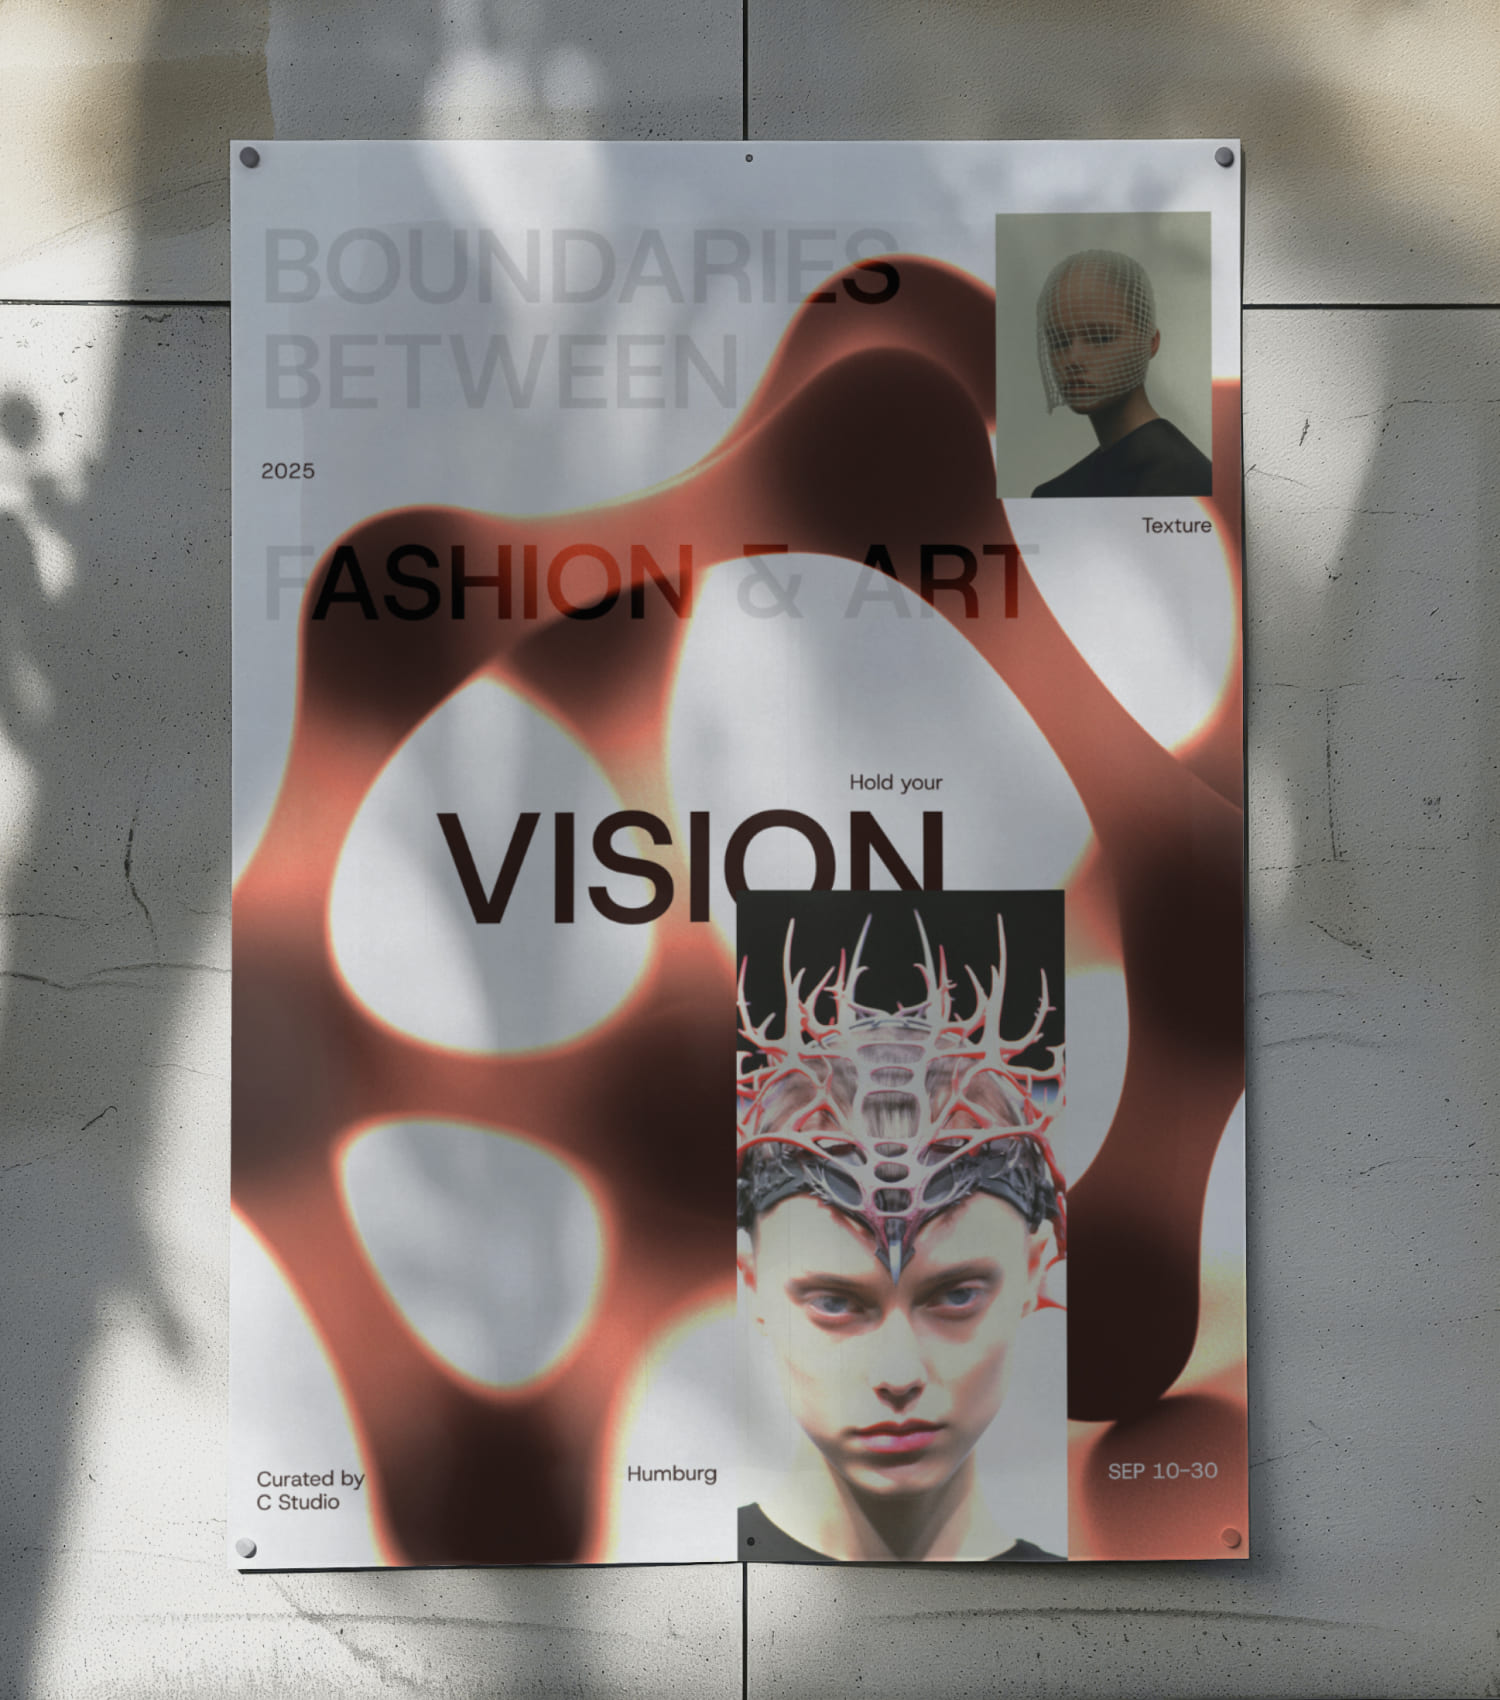 BOUNDARIES
BETWEEN
2025
Texture
FASHION & ART
Hold your
VISION
Curated by
C Studio
Humburg
SEP 10–30